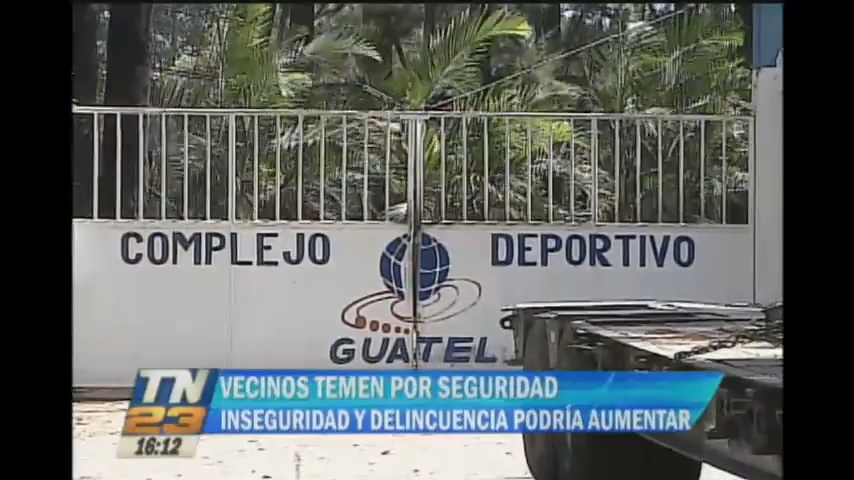 COMPLEJO DEPORTIVO
GUATEL
TN
23
16:12
VECINOS TEMEN POR SEGURIDAD
INSEGURIDAD Y DELINCUENCIA PODRÍA AUMENTAR